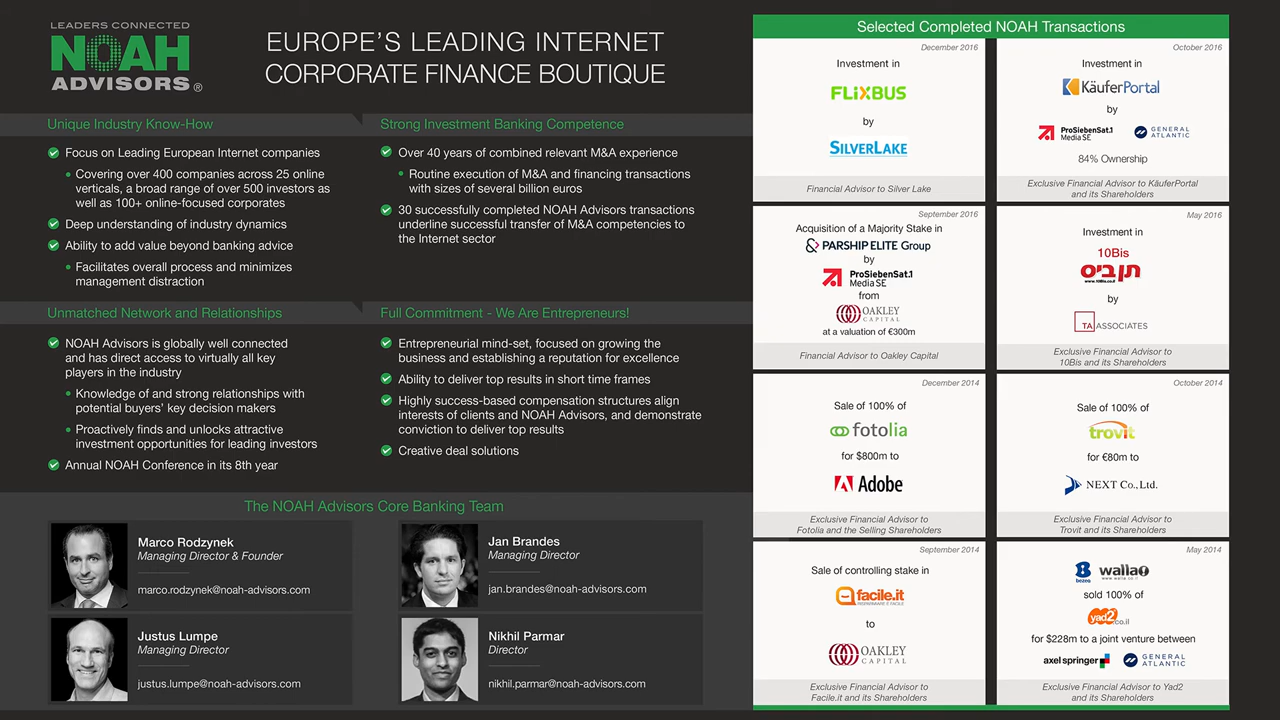 LEADERS CONNECTED
NOAH
ADVISORS ®
EUROPE'S LEADING INTERNET
CORPORATE FINANCE BOUTIQUE
Unique Industry Know-How
Focus on Leading European Internet companies
Covering over 400 companies across 25 online
verticals, a broad range of over 500 investors as
well as 100+ online-focused corporates
Deep understanding of industry dynamics
Ability to add value beyond banking advice
Facilitates overall process and minimizes
management distraction
Strong Investment Banking Competence
Over 40 years of combined relevant M&A experience
Routine execution of M&A and financing transactions
with sizes of several billion euros
30 successfully completed NOAH Advisors transactions
underline successful transfer of M&A competencies to
the Internet sector
Unmatched Network and Relationships
NOAH Advisors is globally well connected
and has direct access to virtually all key
players in the industry
Knowledge of and strong relationships with
potential buyers' key decision makers
Proactively finds and unlocks attractive
investment opportunities for leading investors
Annual NOAH Conference in its 8th year
Full Commitment - We Are Entrepreneurs!
Entrepreneurial mind-set, focused on growing the
business and establishing a reputation for excellence
Ability to deliver top results in short time frames
Highly success-based compensation structures align
interests of clients and NOAH Advisors, and demonstrate
conviction to deliver top results
Creative deal solutions
The NOAH Advisors Core Banking Team
Marco Rodzynek
Managing Director & Founder
marco.rodzynek@noah-advisors.com
Jan Brandes
Managing Director
jan.brandes@noah-advisors.com
Justus Lumpe
Managing Director
justus.lumpe@noah-advisors.com
Nikhil Parmar
Director
nikhil.parmar@noah-advisors.com
Selected Completed NOAH Transactions
December 2016
Investment in
FLiXBUS
by
SILVERLAKE
Financial Advisor to Silver Lake
October 2016
Investment in
KäuferPortal
by
ProSiebenSat.1
Media SE
GENERAL
ATLANTIC
84% Ownership
Exclusive Financial Advisor to KäuferPortal
and its Shareholders
September 2016
Acquisition of a Majority Stake in
PARSHIP ELITE Group
by
ProSiebenSat.1
Media SE
from
OAKLEY
CAPITAL
at a valuation of €300m
Financial Advisor to Oakley Capital
May 2016
Investment in
10Bis
תן ביס
www.10Bis.co.il
by
TA ASSOCIATES
Exclusive Financial Advisor to
10Bis and its Shareholders
December 2014
Sale of 100% of
fotolia
for $800m to
Adobe
Exclusive Financial Advisor to
Fotolia and the Selling Shareholders
October 2014
Sale of 100% of
trovit
for €80m to
NEXT Co., Ltd.
Exclusive Financial Advisor to
Trovit and its Shareholders
September 2014
Sale of controlling stake in
facile.it
RISPARMIARE È FACILE
to
OAKLEY
CAPITAL
Exclusive Financial Advisor to
Facile.it and its Shareholders
May 2014
bezeq
walla
www.walla.co.il
sold 100% of
yad2.co.il
for $228m to a joint venture between
axel springer
GENERAL
ATLANTIC
Exclusive Financial Advisor to Yad2
and its Shareholders